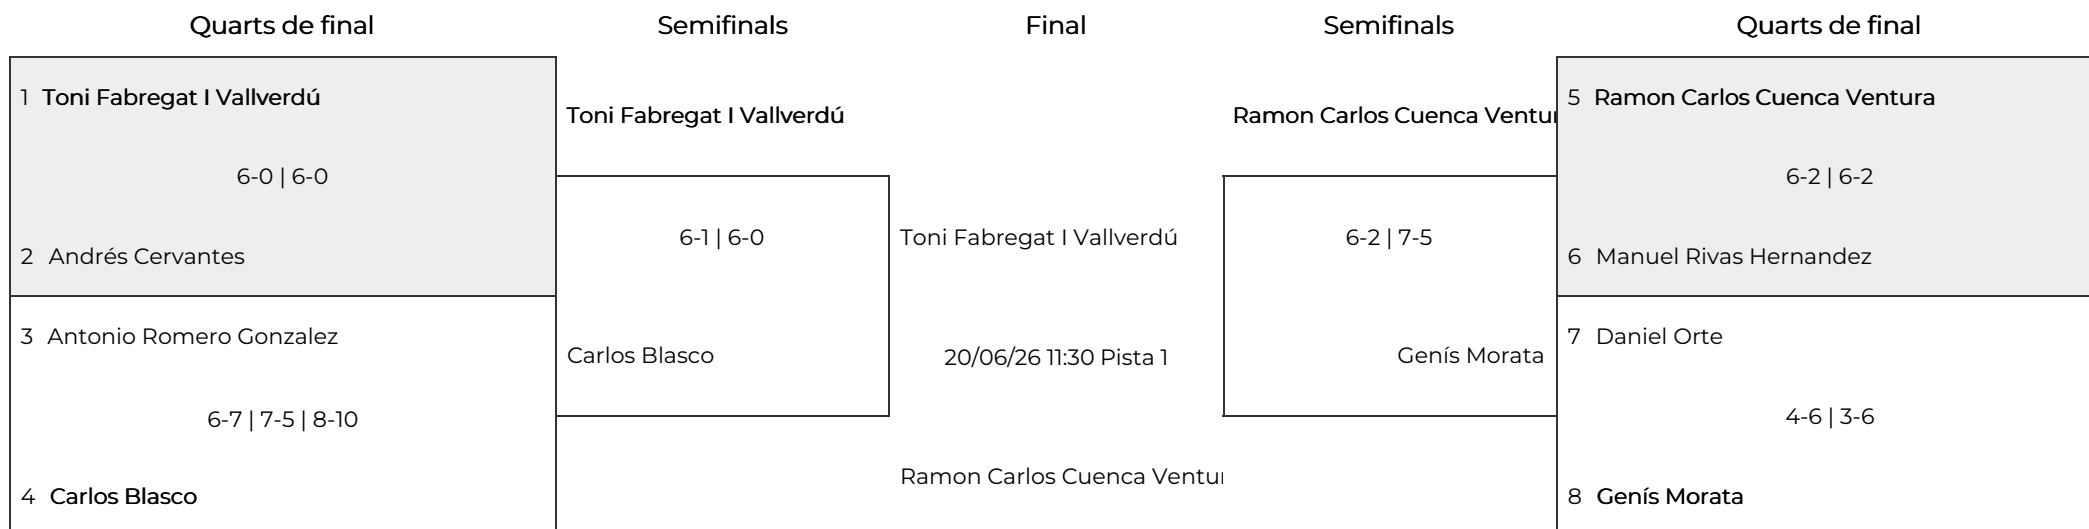 Quarts de final
Semifinals
Final
Semifinals
Quarts de final
1 Toni Fabregat I Vallverdú
6-0 | 6-0
2 Andrés Cervantes
3 Antonio Romero Gonzalez
6-7 | 7-5 | 8-10
4 Carlos Blasco
Toni Fabregat I Vallverdú
6-1 | 6-0
Carlos Blasco
Toni Fabregat I Vallverdú
20/06/26 11:30 Pista 1
Ramon Carlos Cuenca Ventur
Ramon Carlos Cuenca Ventur
6-2 | 7-5
Genís Morata
5 Ramon Carlos Cuenca Ventura
6-2 | 6-2
6 Manuel Rivas Hernandez
7 Daniel Orte
4-6 | 3-6
8 Genís Morata